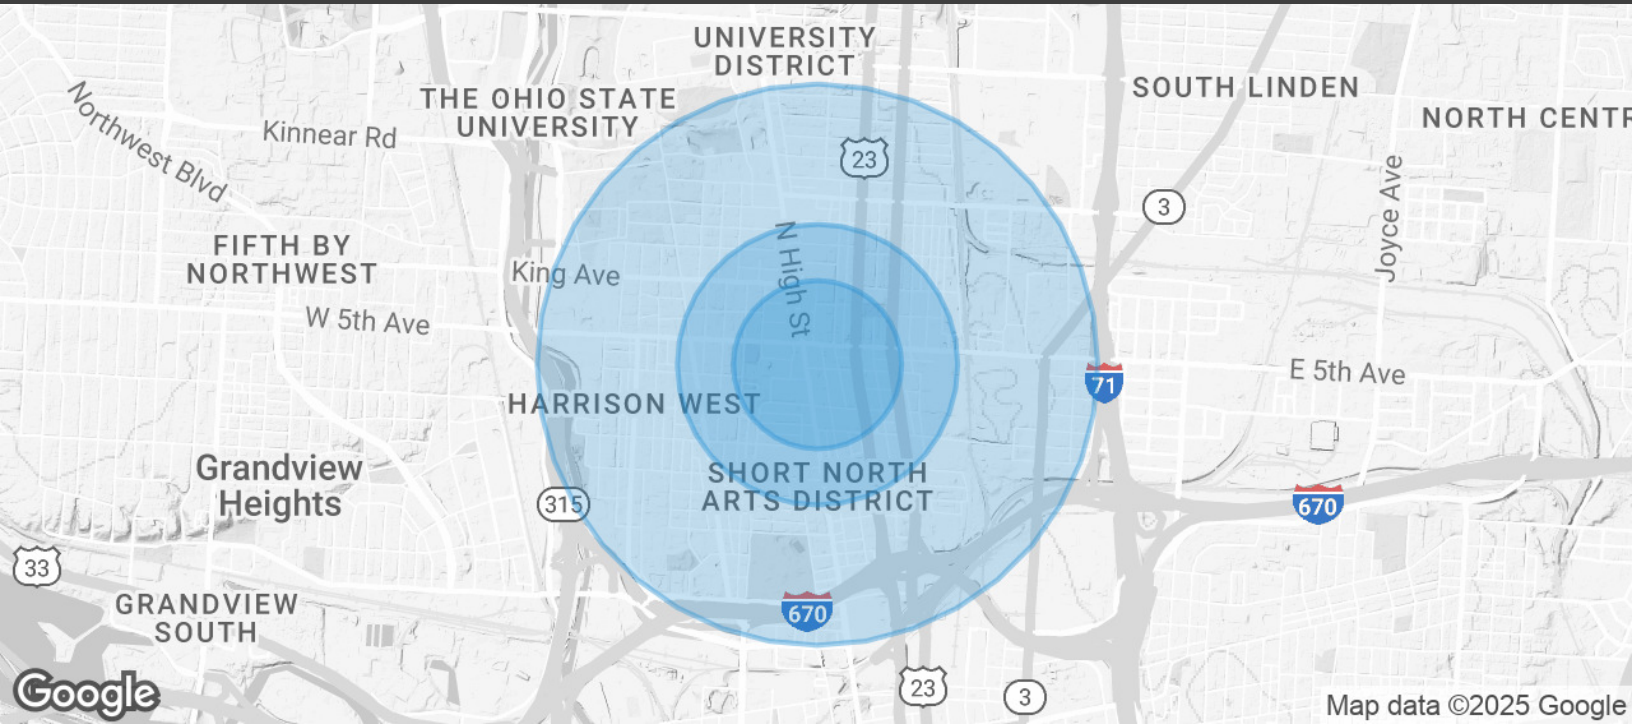 UNIVERSITY
DISTRICT
THE OHIO STATE
UNIVERSITY
SOUTH LINDEN
NORTH CENTR
Northwest Blvd
Kinnear Rd
23
3
Joyce Ave
FIFTH BY
NORTHWEST
King Ave
N High St
W 5th Ave
E 5th Ave
71
HARRISON WEST
Grandview
Heights
SHORT NORTH
ARTS DISTRICT
315
670
33
GRANDVIEW
SOUTH
670
23
3
Google
Map data ©2025 Google